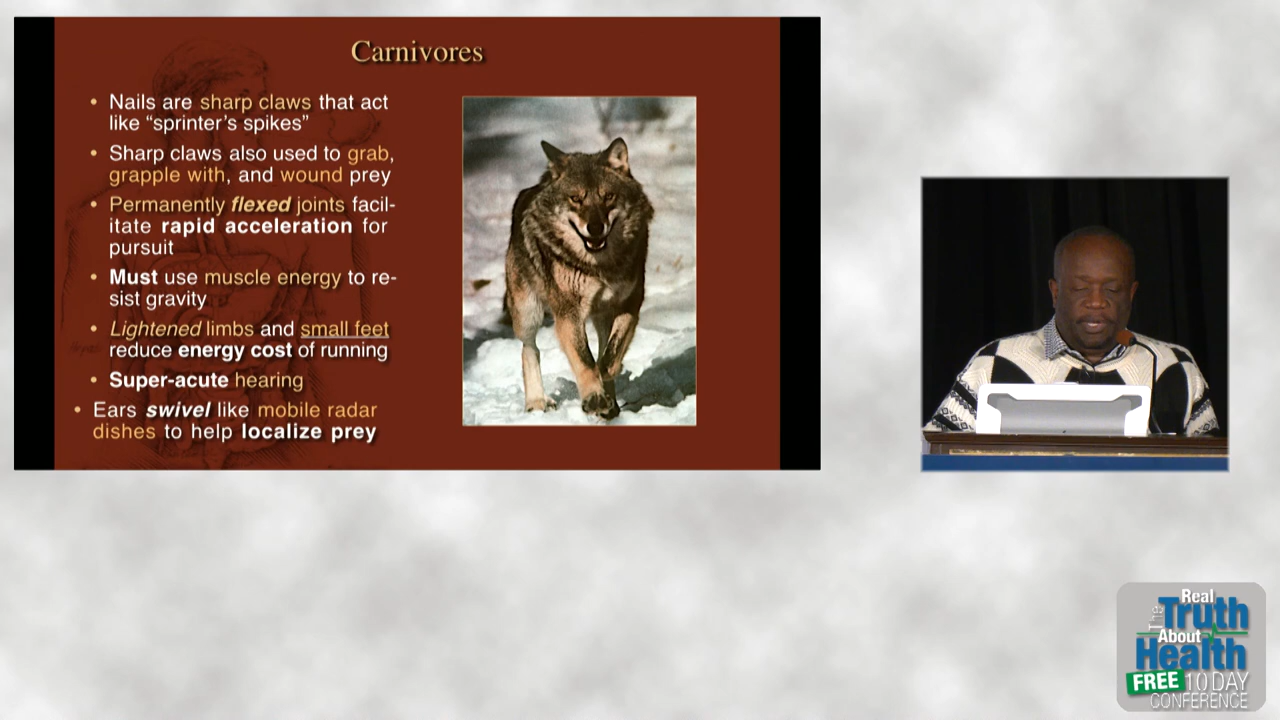 Carnivores
• Nails are sharp claws that act
like “sprinter’s spikes”
• Sharp claws also used to grab,
grapple with, and wound prey
• Permanently flexed joints facil-
itate rapid acceleration for
pursuit
• Must use muscle energy to re-
sist gravity
• Lightened limbs and small feet
reduce energy cost of running
• Super-acute hearing
• Ears swivel like mobile radar
dishes to help localize prey
The Real
Truth
About
Health
FREE 10 DAY
CONFERENCE